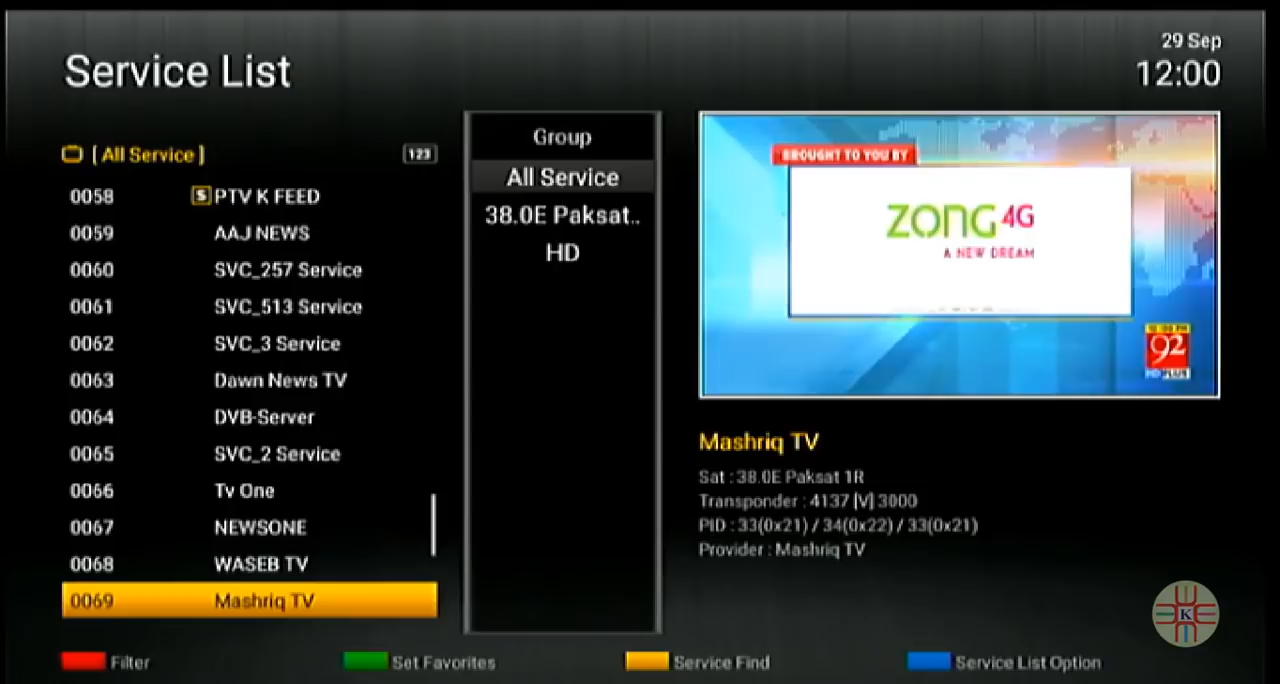 Service List
29 Sep
12:00
[ All Service ]
123
0058 S PTV K FEED
0059 AAJ NEWS
0060 SVC_257 Service
0061 SVC_513 Service
0062 SVC_3 Service
0063 Dawn News TV
0064 DVB-Server
0065 SVC_2 Service
0066 Tv One
0067 NEWSONE
0068 WASEB TV
0069 Mashriq TV
Group
All Service
38.0E Paksat..
HD
BROUGHT TO YOU BY
ZONG 4G
A NEW DREAM
92
HD PLUS
Mashriq TV
Sat : 38.0E Paksat 1R
Transponder : 4137 [V] 3000
PID : 33(0x21) / 34(0x22) / 33(0x21)
Provider : Mashriq TV
K
Filter
Set Favorites
Service Find
Service List Option